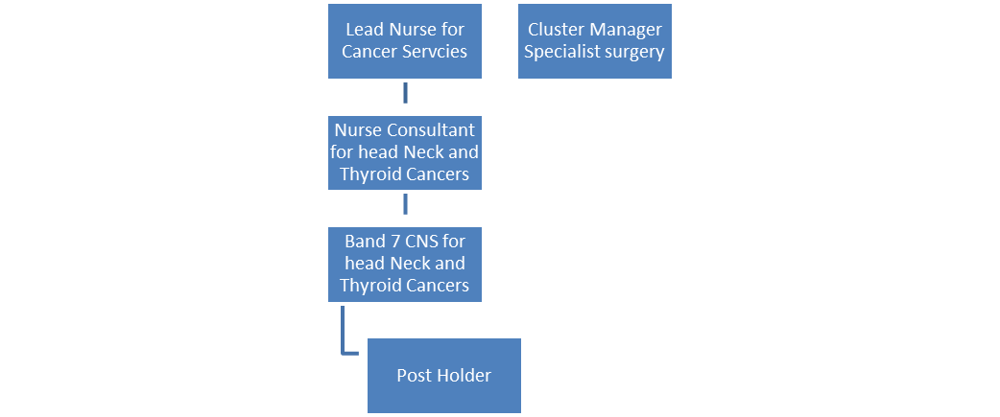 Lead Nurse for
Cancer Servcies
Cluster Manager
Specialist surgery
Nurse Consultant
for head Neck and
Thyroid Cancers
Band 7 CNS for
head Neck and
Thyroid Cancers
Post Holder